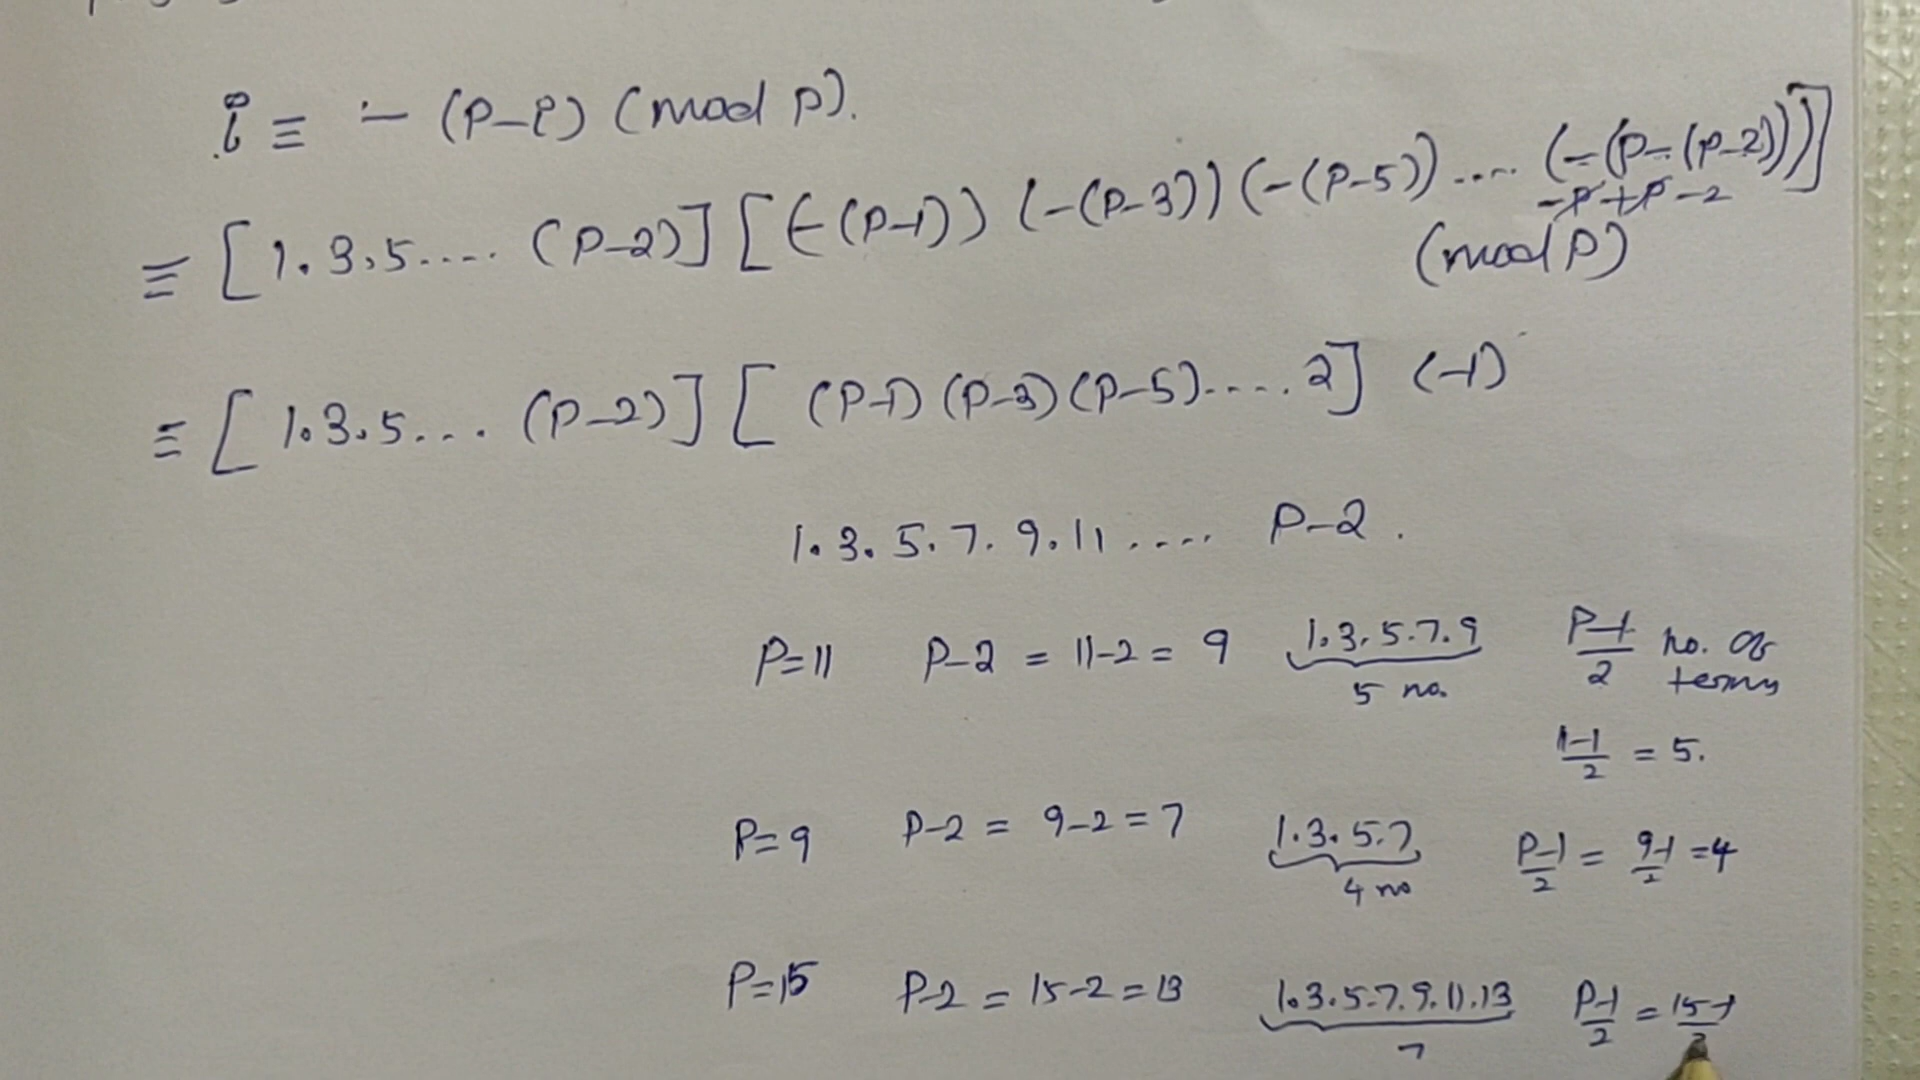 i ≡ - (P-i) (mod P).
≡ [1.3.5.... (P-2)] [(-(P-1)) (-(P-3)) (-(P-5)) .... (-(P-(P-2)))]
-P+P-2
(mod P)
≡ [1.3.5... (P-2)] [(P-1)(P-3)(P-5)..... 2] (-1)
1.3.5.7.9.11.... P-2.
P=11 P-2 = 11-2 = 9 1.3.5.7.9 P-1/2 no. of terms
5 no.
11-1/2 = 5.
P=9 P-2 = 9-2=7 1.3.5.7 P-1/2 = 9-1/2 =4
4 no
P=15 P-2 = 15-2=13 1.3.5.7.9.11.13 P-1/2 = 15-1/2
7